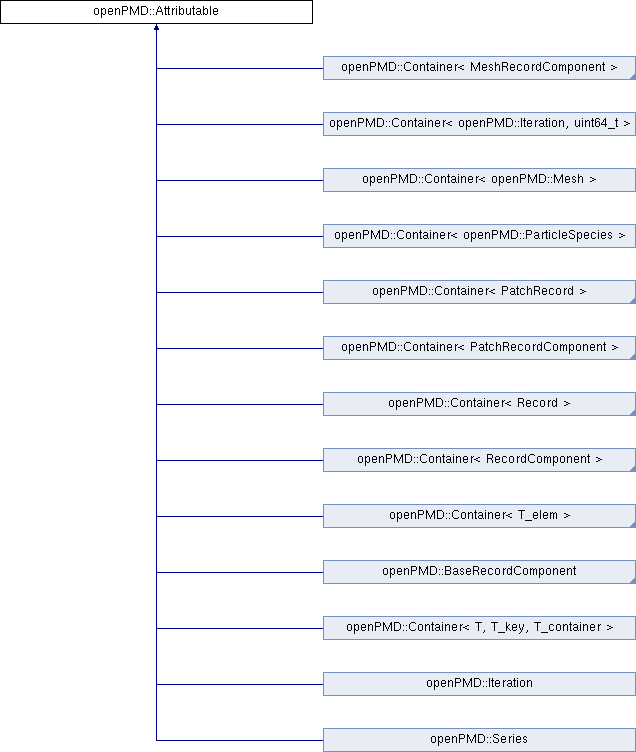 openPMD::Attributable
openPMD::Container< MeshRecordComponent >
openPMD::Container< openPMD::Iteration, uint64_t >
openPMD::Container< openPMD::Mesh >
openPMD::Container< openPMD::ParticleSpecies >
openPMD::Container< PatchRecord >
openPMD::Container< PatchRecordComponent >
openPMD::Container< Record >
openPMD::Container< RecordComponent >
openPMD::Container< T_elem >
openPMD::BaseRecordComponent
openPMD::Container< T, T_key, T_container >
openPMD::Iteration
openPMD::Series